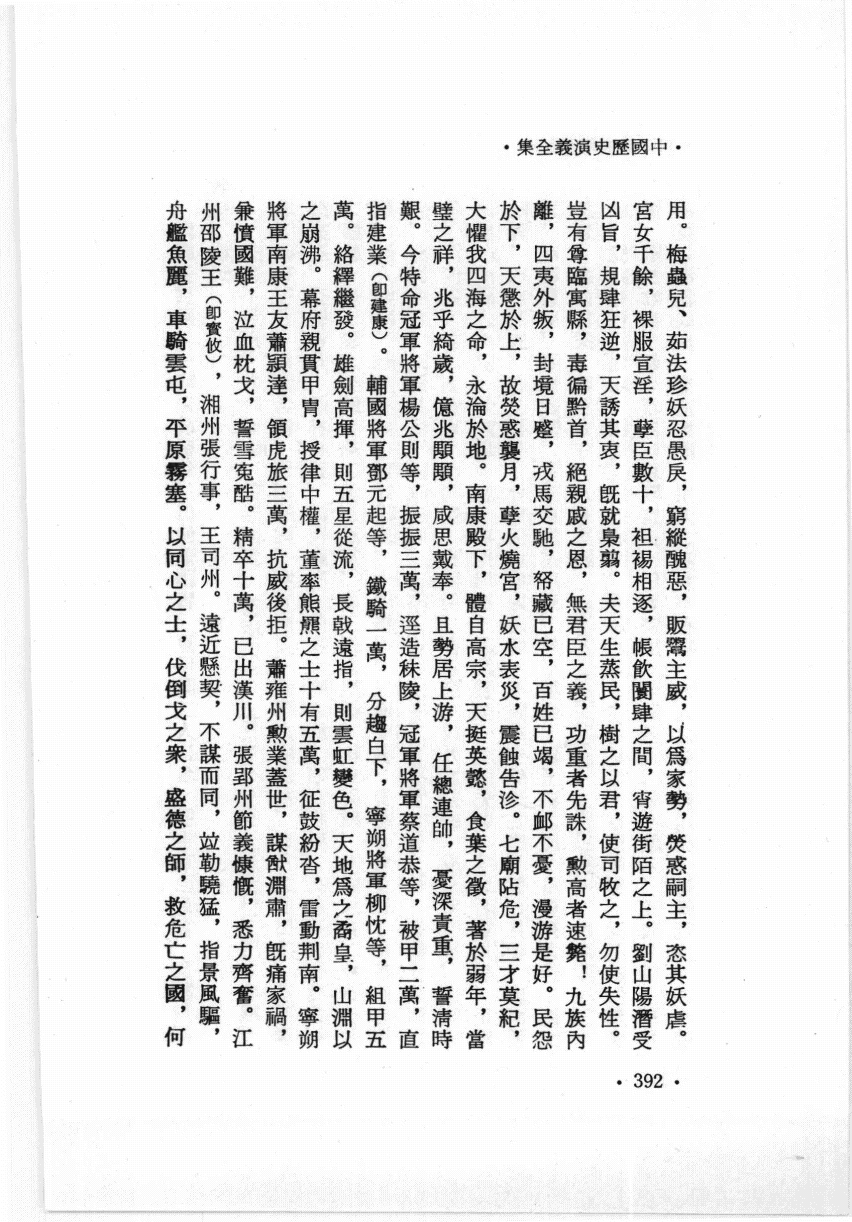 ·中國歷史演義全集·
用。梅蟲兒、茹法珍妖忍愚戾，窮縱醜惡，販鬻主威，以爲家勢，熒惑嗣主，恣其妖虐。
宮女千餘，裸服宣淫，孽臣數十，袒裼相逐，帳飲闤肆之間，宵遊街陌之上。劉山陽潛受
凶旨，規肆狂逆，天誘其衷，旣就梟翦。夫天生蒸民，樹之以君，使司牧之，勿使失性。
豈有尊臨寓縣，毒徧黔首，絕親戚之恩，無君臣之義，功重者先誅，勳高者速斃！九族內
離，四夷外叛，封境日蹙，戎馬交馳，帑藏已空，百姓已竭，不卹不憂，漫游是好。民怨
於下，天懲於上，故熒惑襲月，孽火燒宮，妖水表災，震蝕告沴。七廟阽危，三才莫紀，
大懼我四海之命，永淪於地。南康殿下，體自高宗，天挺英懿，食葉之徵，著於弱年，當
璧之祥，兆乎綺歲，億兆顒顒，咸思戴奉。且勢居上游，任總連帥，憂深責重，誓淸時
艱。今特命冠軍將軍楊公則等，振振三萬，逕造秣陵，冠軍將軍蔡道恭等，被甲二萬，直
指建業（卽建康）。輔國將軍鄧元起等，鐵騎一萬，分趨白下，寧朔將軍柳忱等，組甲五
萬。絡繹繼發。雄劍高揮，則五星從流，長戟遠指，則雲虹變色。天地爲之矞皇，山淵以
之崩沸。幕府親貫甲冑，授律中權，董率熊羆之士十有五萬，征鼓紛沓，雷動荆南。寧朔
將軍南康王友蕭穎達，領虎旅三萬，抗威後拒。蕭雍州勳業蓋世，謀猷淵肅，旣痛家禍，
兼憤國難，泣血枕戈，誓雪寃酷。精卒十萬，已出漢川。張郢州節義慷慨，悉力齊奮。江
州邵陵王（卽寶攸），湘州張行事，王司州。遠近懸契，不謀而同，竝勒驍猛，指景風驅，
舟艦魚麗，車騎雲屯，平原霧塞。以同心之士，伐倒戈之衆，盛德之師，救危亡之國，何
·392·